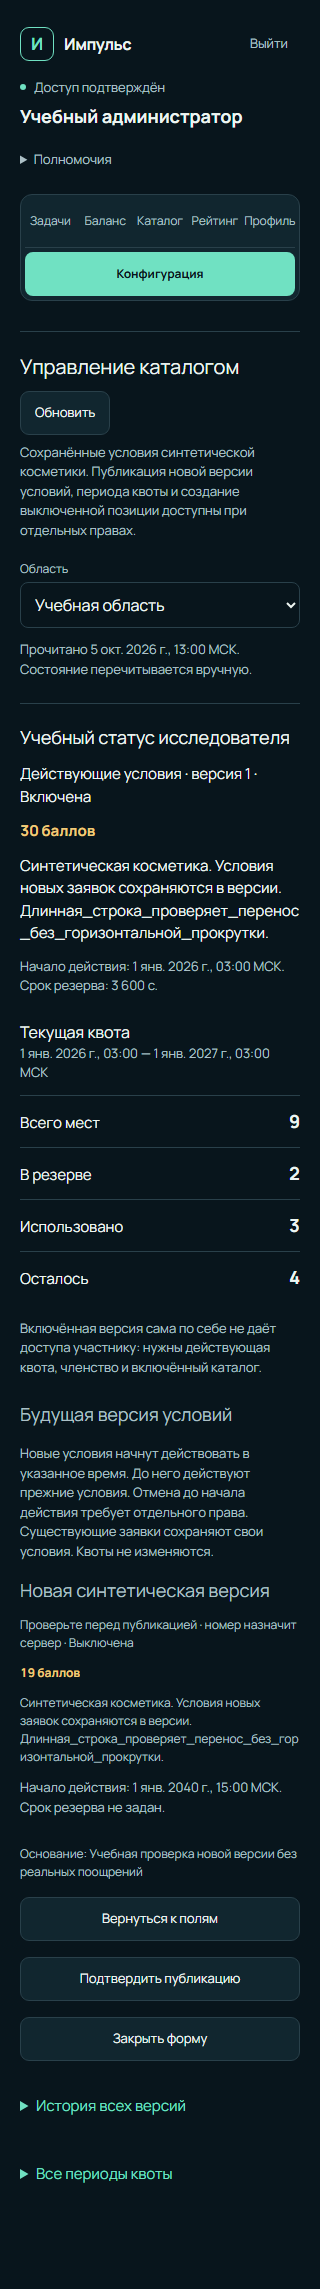 И Импульс Выйти
Доступ подтверждён
Учебный администратор
Полномочия
Задачи Баланс Каталог Рейтинг Профиль
Конфигурация
Управление каталогом
Обновить
Сохранённые условия синтетической
косметики. Публикация новой версии
условий, периода квоты и создание
выключенной позиции доступны при
отдельных правах.
Область
Учебная область
Прочитано 5 окт. 2026 г., 13:00 МСК.
Состояние перечитывается вручную.
Учебный статус исследователя
Действующие условия · версия 1 ·
Включена
30 баллов
Синтетическая косметика. Условия
новых заявок сохраняются в версии.
Длинная_строка_проверяет_перенос
_без_горизонтальной_прокрутки.
Начало действия: 1 янв. 2026 г., 03:00 МСК.
Срок резерва: 3 600 с.
Текущая квота
1 янв. 2026 г., 03:00 — 1 янв. 2027 г., 03:00
МСК
Всего мест 9
В резерве 2
Использовано 3
Осталось 4
Включённая версия сама по себе не даёт
доступа участнику: нужны действующая
квота, членство и включённый каталог.
Будущая версия условий
Новые условия начнут действовать в
указанное время. До него действуют
прежние условия. Отмена до начала
действия требует отдельного права.
Существующие заявки сохраняют свои
условия. Квоты не изменяются.
Новая синтетическая версия
Проверьте перед публикацией · номер назначит
сервер · Выключена
19 баллов
Синтетическая косметика. Условия новых
заявок сохраняются в версии.
Длинная_строка_проверяет_перенос_без_гор
изонтальной_прокрутки.
Начало действия: 1 янв. 2040 г., 15:00 МСК.
Срок резерва не задан.
Основание: Учебная проверка новой версии без
реальных поощрений
Вернуться к полям
Подтвердить публикацию
Закрыть форму
История всех версий
Все периоды квоты